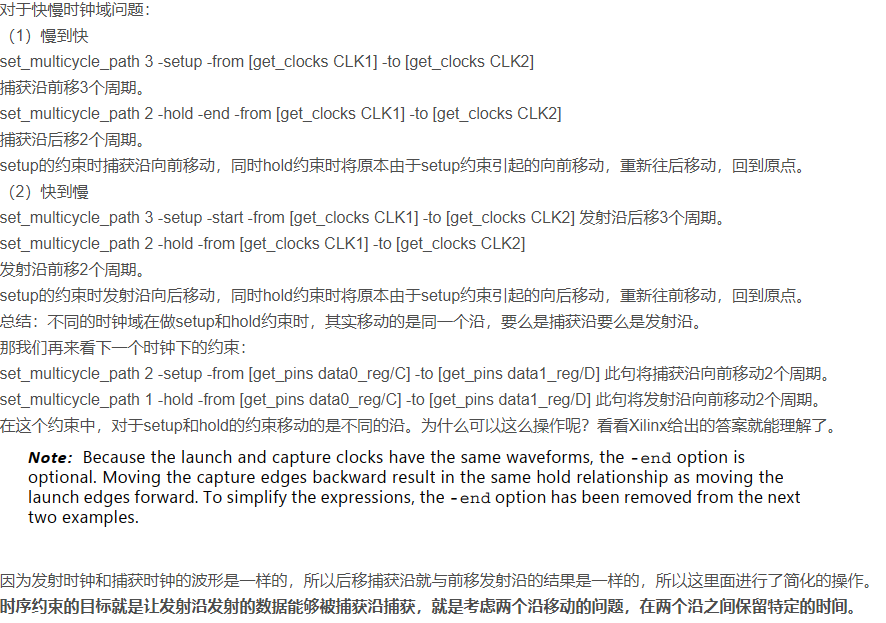 对于快慢时钟域问题：
（1）慢到快
set_multicycle_path 3 -setup -from [get_clocks CLK1] -to [get_clocks CLK2]
捕获沿前移3个周期。
set_multicycle_path 2 -hold -end -from [get_clocks CLK1] -to [get_clocks CLK2]
捕获沿后移2个周期。
setup的约束时捕获沿向前移动，同时hold约束时将原本由于setup约束引起的向前移动，重新往后移动，回到原点。
（2）快到慢
set_multicycle_path 3 -setup -start -from [get_clocks CLK1] -to [get_clocks CLK2] 发射沿后移3个周期。
set_multicycle_path 2 -hold -from [get_clocks CLK1] -to [get_clocks CLK2]
发射沿前移2个周期。
setup的约束时发射沿向后移动，同时hold约束时将原本由于setup约束引起的向后移动，重新往前移动，回到原点。
总结：不同的时钟域在做setup和hold约束时，其实移动的是同一个沿，要么是捕获沿要么是发射沿。
那我们再来看下一个时钟下的约束：
set_multicycle_path 2 -setup -from [get_pins data0_reg/C] -to [get_pins data1_reg/D] 此句将捕获沿向前移动2个周期。
set_multicycle_path 1 -hold -from [get_pins data0_reg/C] -to [get_pins data1_reg/D] 此句将发射沿向前移动2个周期。
在这个约束中，对于setup和hold的约束移动的是不同的沿。为什么可以这么操作呢？看看Xilinx给出的答案就能理解了。
Note: Because the launch and capture clocks have the same waveforms, the -end option is
optional. Moving the capture edges backward result in the same hold relationship as moving the
launch edges forward. To simplify the expressions, the -end option has been removed from the next
two examples.
因为发射时钟和捕获时钟的波形是一样的，所以后移捕获沿就与前移发射沿的结果是一样的，所以这里面进行了简化的操作。
时序约束的目标就是让发射沿发射的数据能够被捕获沿捕获，就是考虑两个沿移动的问题，在两个沿之间保留特定的时间。